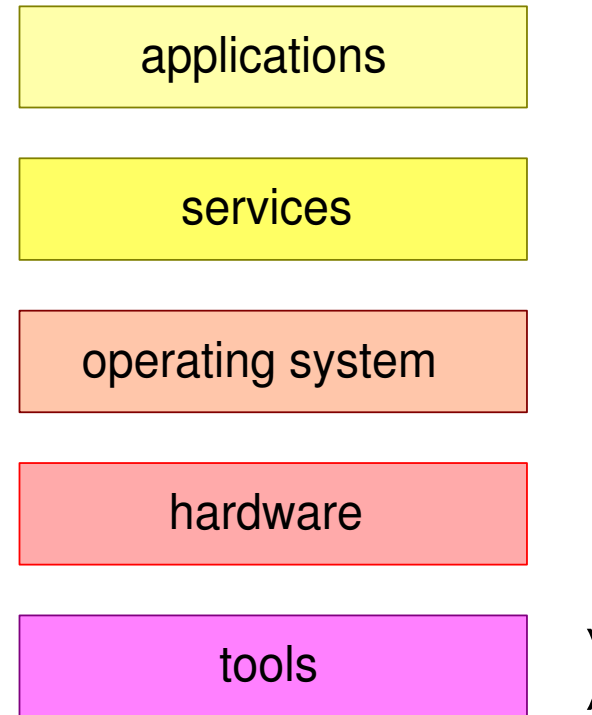 applications
services
operating system
hardware
tools